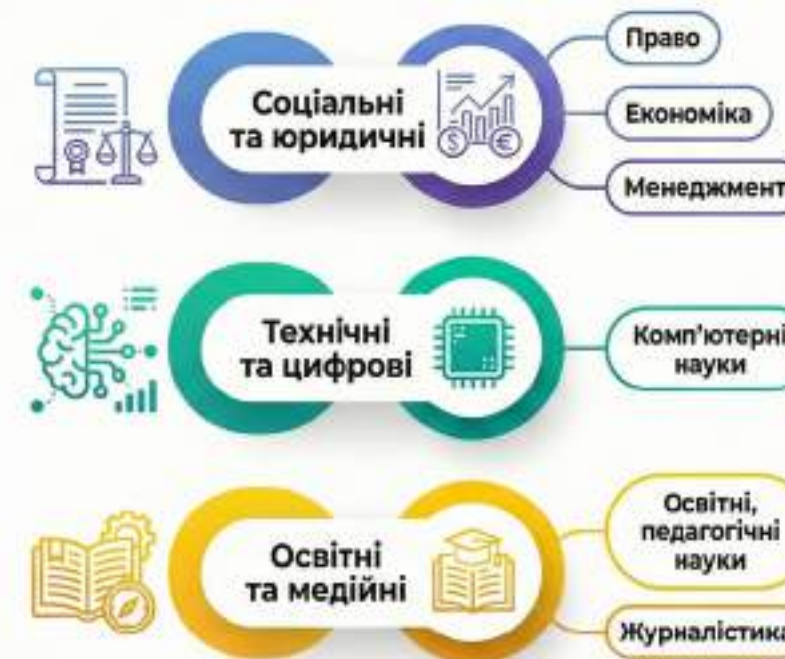 Соціальні
та юридичні
$
€
Право
Економіка
Менеджмент
Технічні
та цифрові
Комп'ютерні
науки
Освітні
та медійні
Освітні,
педагогічні
науки
Журналістика